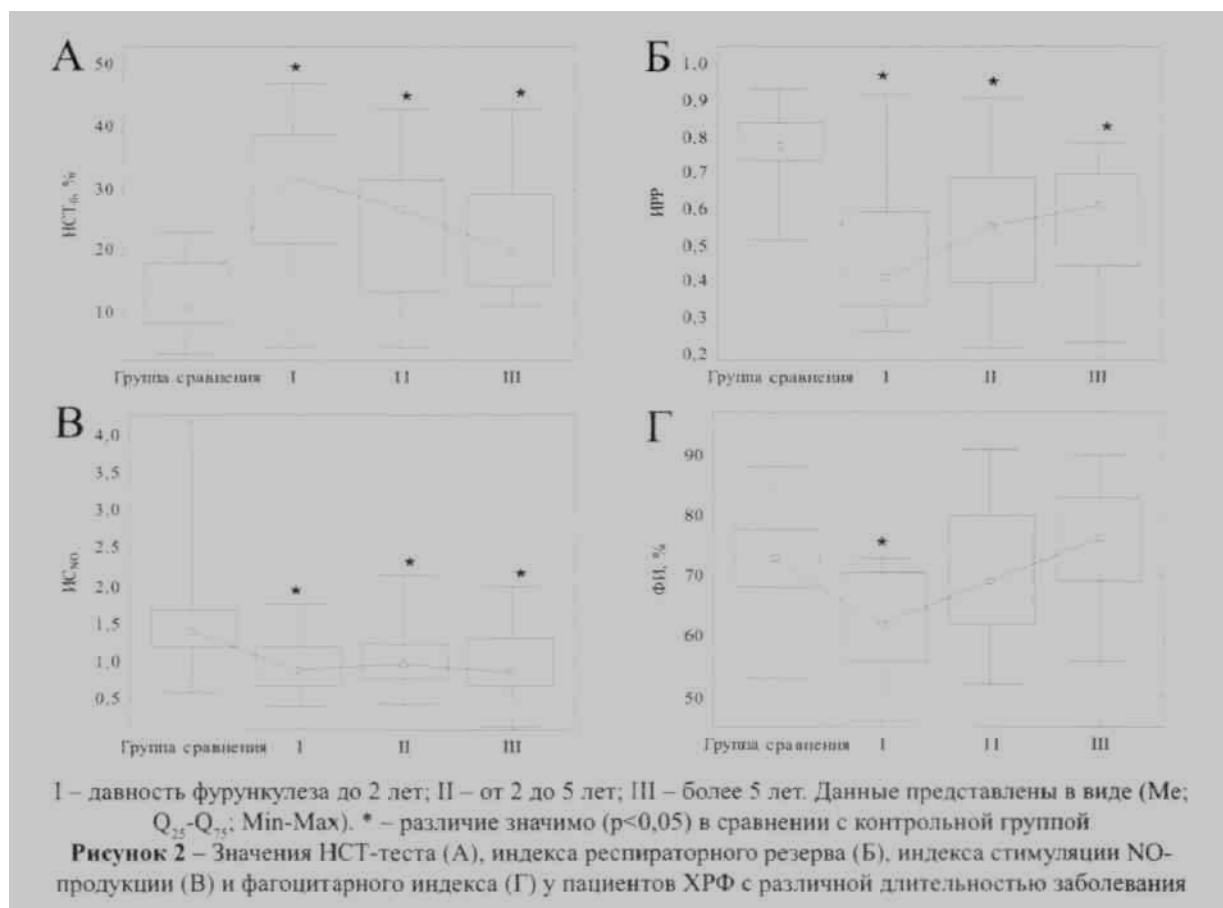 А
50
40
30
20
10
НСТ₀, %
* * *
Группа сравнения I II III
Б
1,0
0,9
0,8
0,7
0,6
0,5
0,4
0,3
0,2
ИРР
* * *
Группа сравнения I II III
В
4,0
3,5
3,0
2,5
2,0
1,5
1,0
0,5
ИС_NO
* * *
Группа сравнения I II III
Г
90
80
70
60
50
ФИ, %
*
Группа сравнения I II III
I – давность фурункулеза до 2 лет; II – от 2 до 5 лет; III – более 5 лет. Данные представлены в виде (Me;
Q₂₅-Q₇₅; Min-Max). * – различие значимо (p<0,05) в сравнении с контрольной группой
Рисунок 2 – Значения НСТ-теста (А), индекса респираторного резерва (Б), индекса стимуляции NO-
продукции (В) и фагоцитарного индекса (Г) у пациентов ХРФ с различной длительностью заболевания